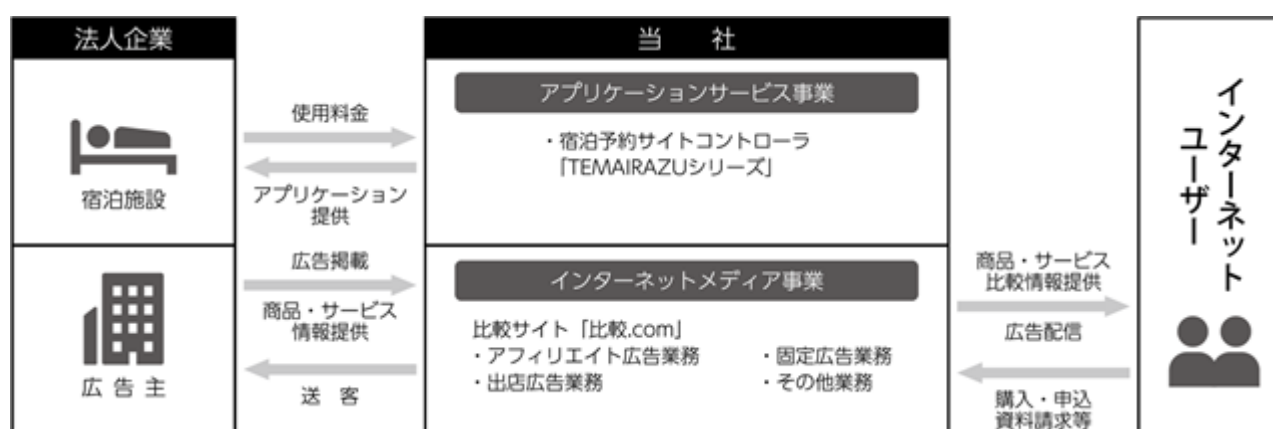 法人企業
宿泊施設
広告主
使用料金
アプリケーション
提供
広告掲載
商品・サービス
情報提供
送客
当社
アプリケーションサービス事業
・宿泊予約サイトコントローラ
「TEMAIRAZUシリーズ」
インターネットメディア事業
比較サイト「比較.com」
・アフィリエイト広告業務
・固定広告業務
・出店広告業務
・その他業務
商品・サービス
比較情報提供
広告配信
購入・申込
資料請求等
インターネット
ユーザー